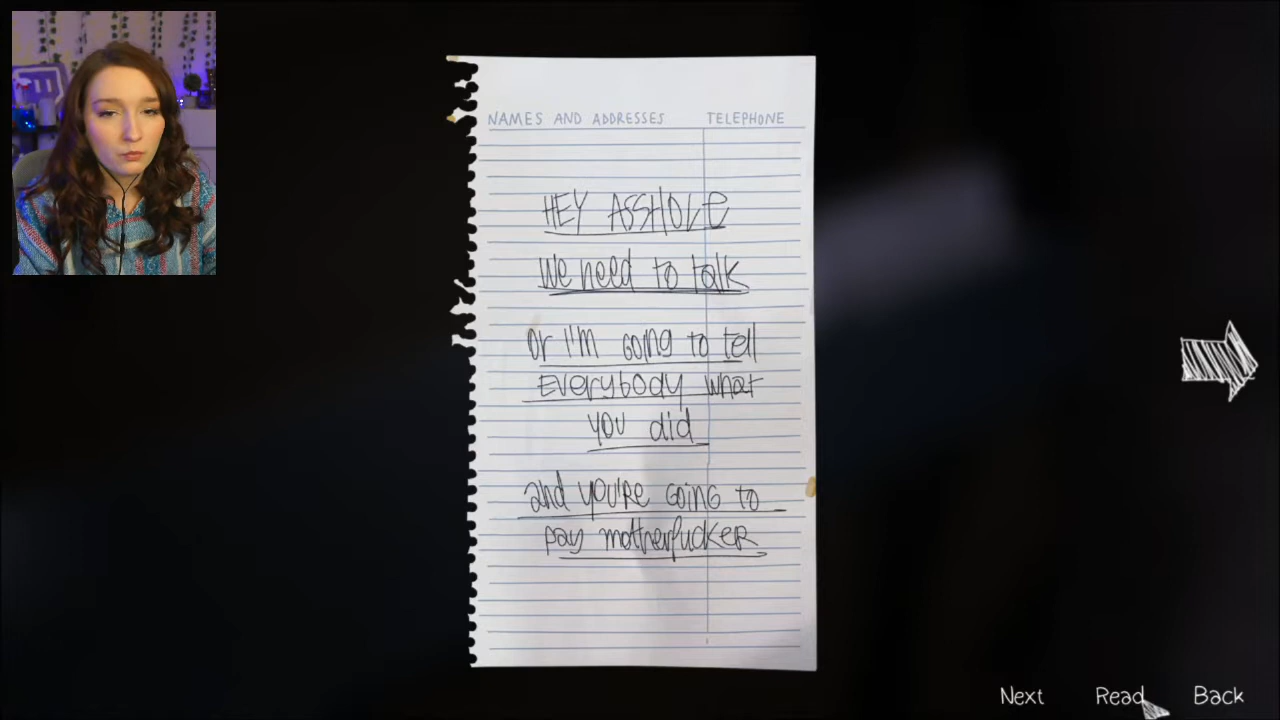 NAMES AND ADDRESSES TELEPHONE
HEY ASSHOLE
We need to talk
Or I'm going to tell
Everybody what
you did
and you're going to
pay motherfucker
Next Read Back